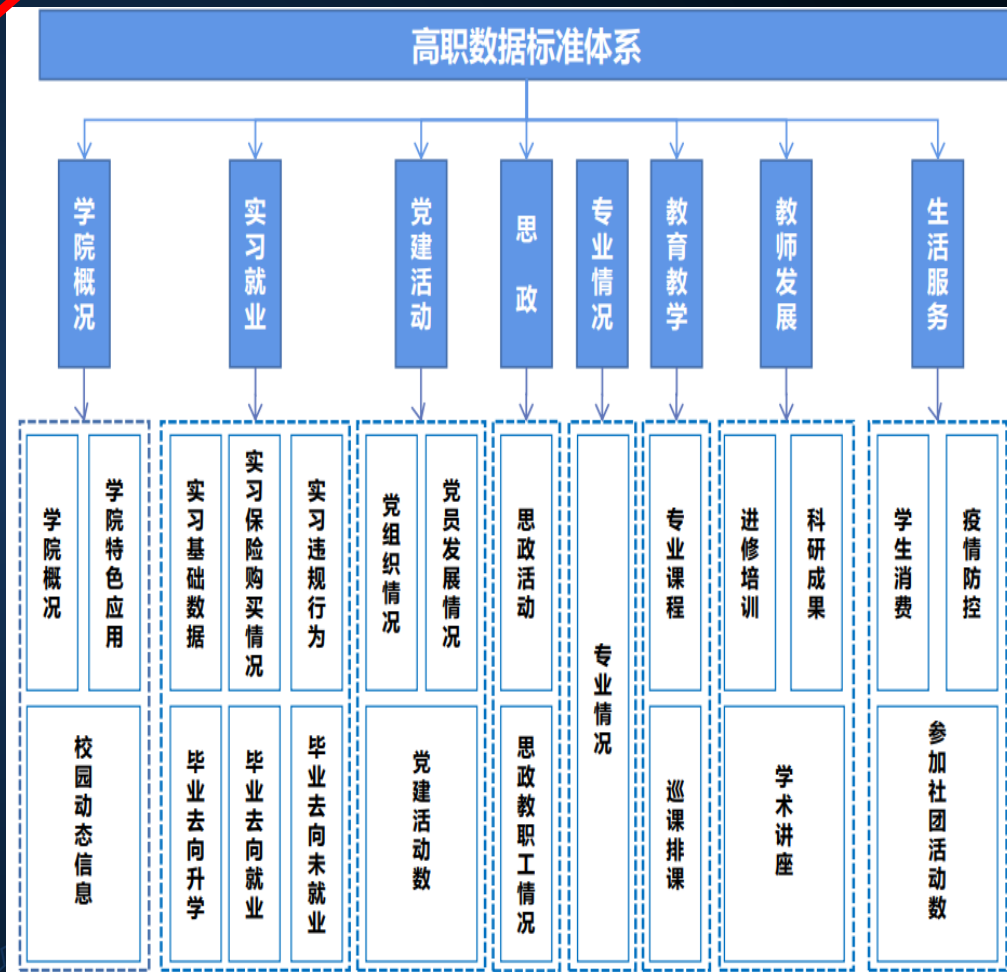 高职数据标准体系
学院概况
实习就业
党建活动
思政
专业情况
教育教学
教师发展
生活服务
学院概况
学院特色应用
实习基础数据
实习保险购买情况
实习违规行为
党组织情况
党员发展情况
思政活动
专业情况
专业课程
进修培训
科研成果
学生消费
疫情防控
校园动态信息
毕业去向升学
毕业去向就业
毕业去向未就业
党建活动数
思政教职工情况
巡课排课
学术讲座
参加社团活动数